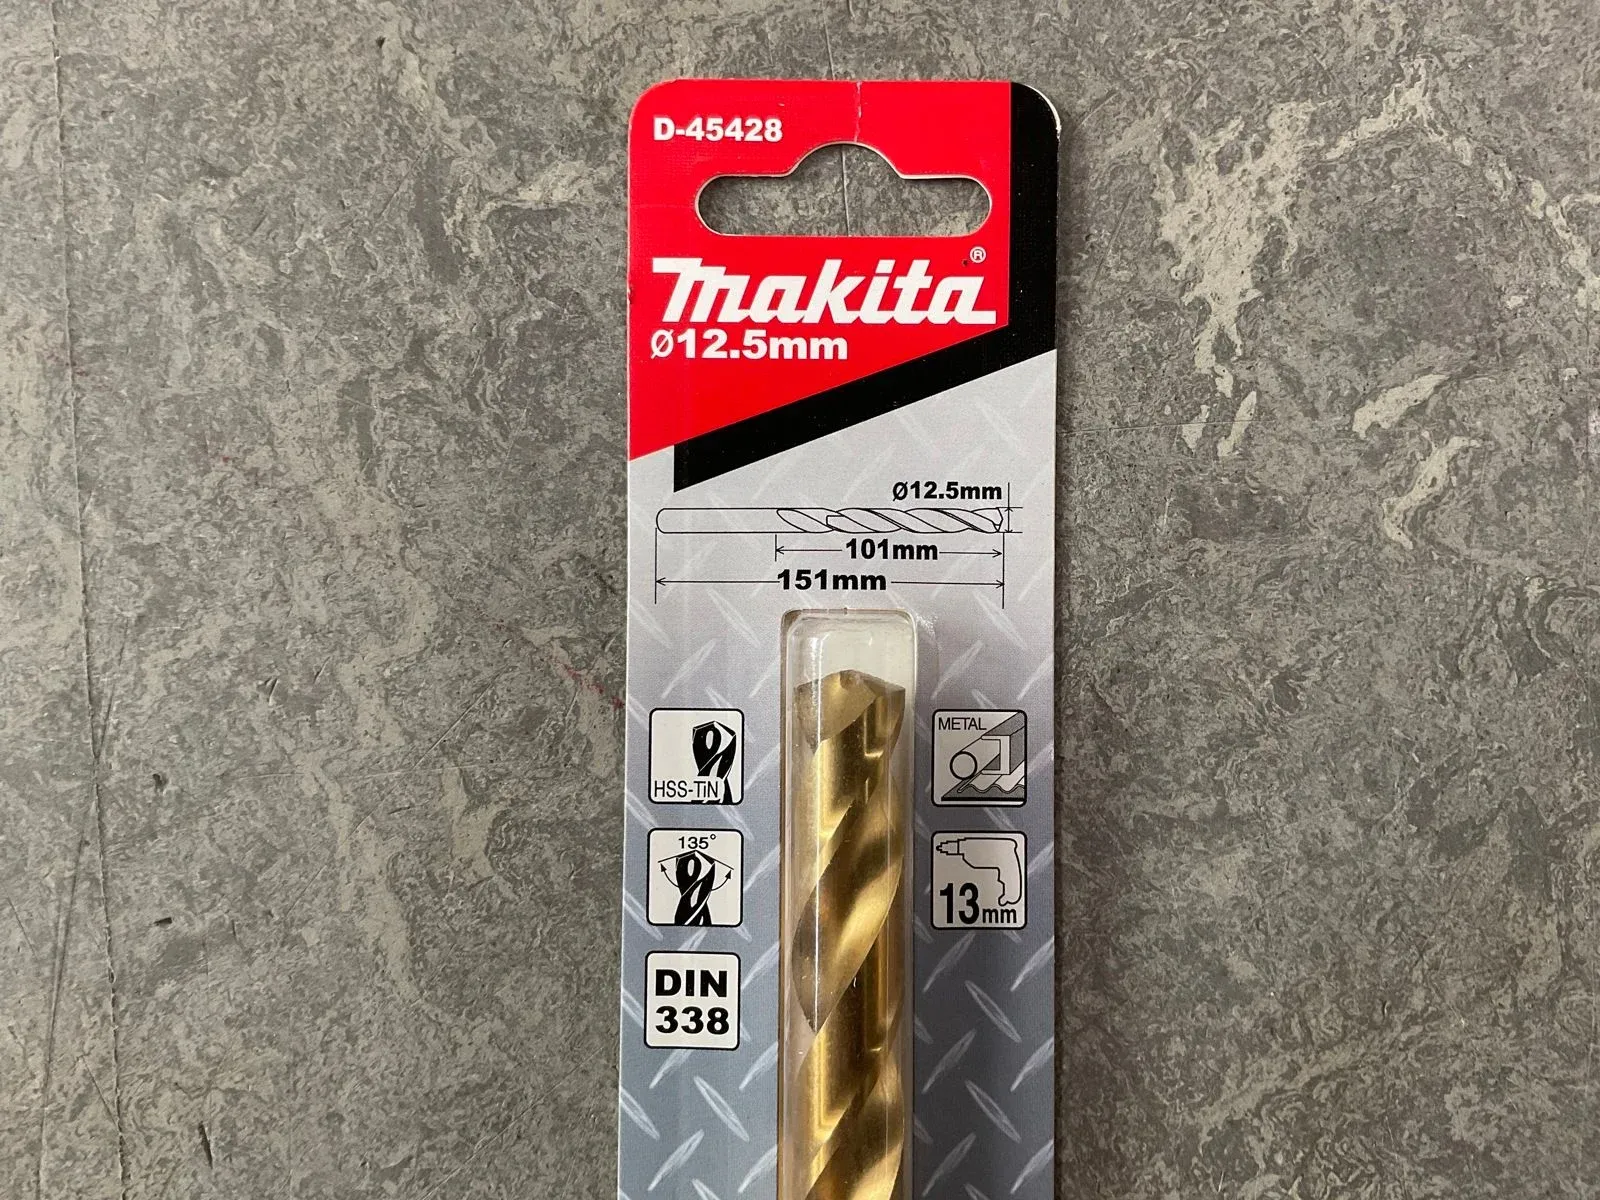 D-45428
makita®
Ø12.5mm
Ø12.5mm
101mm
151mm
HSS-TiN
METAL
135°
13mm
DIN
338